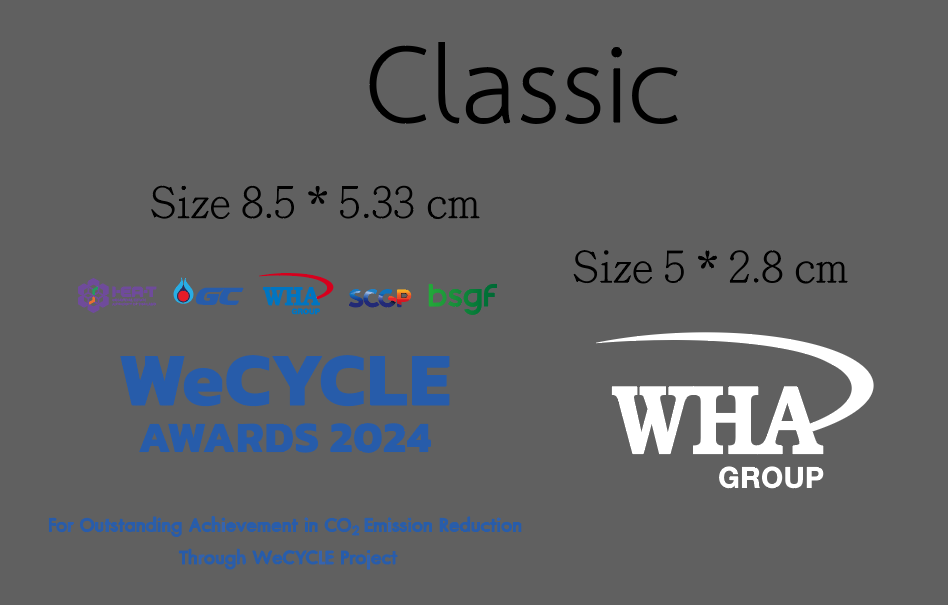 Classic
Size 8.5 * 5.33 cm
Size 5 * 2.8 cm
GC WHA GROUP SCGP bsgf
WeCYCLE
AWARDS 2024
For Outstanding Achievement in CO₂ Emission Reduction
Through WeCYCLE Project
WHA
GROUP